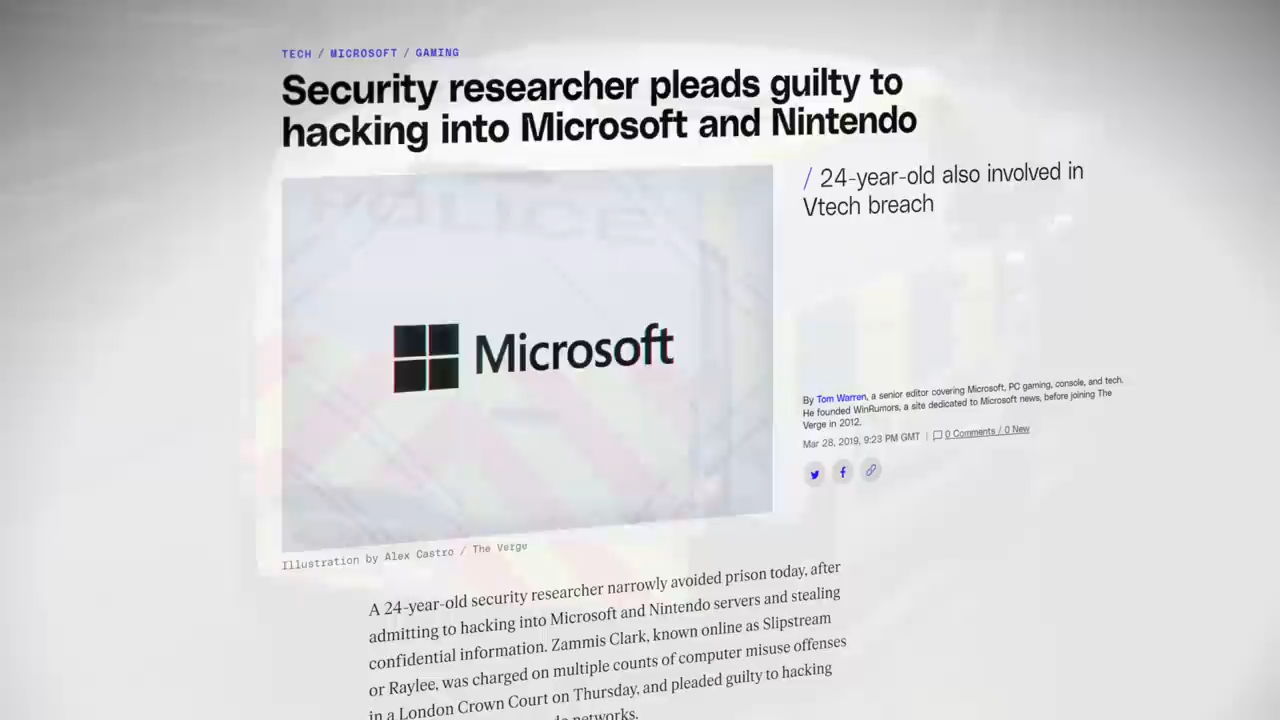 TECH / MICROSOFT / GAMING
Security researcher pleads guilty to
hacking into Microsoft and Nintendo
/ 24-year-old also involved in
Vtech breach
POLICE
Microsoft
By Tom Warren, a senior editor covering Microsoft, PC gaming, console, and tech.
He founded WinRumors, a site dedicated to Microsoft news, before joining The
Verge in 2012.
Mar 28, 2019, 9:23 PM GMT | 0 Comments / 0 New
Illustration by Alex Castro / The Verge
A 24-year-old security researcher narrowly avoided prison today, after
admitting to hacking into Microsoft and Nintendo servers and stealing
confidential information. Zammis Clark, known online as Slipstream
or Raylee, was charged on multiple counts of computer misuse offenses
in a London Crown Court on Thursday, and pleaded guilty to hacking
networks.